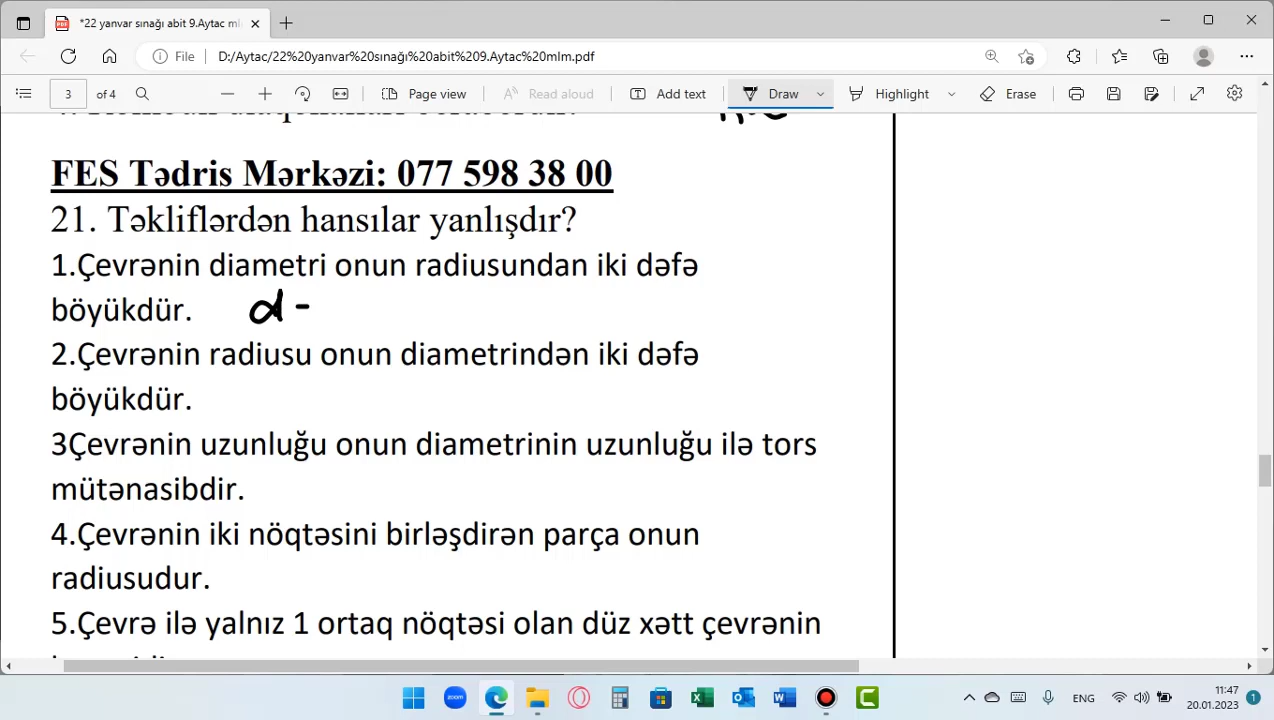 *22 yanvar sınağı abit 9.Aytac ml
File D:/Aytac/22%20yanvar%20sınağı%20abit%209.Aytac%20mlm.pdf
3 of 4 Page view Read aloud Add text Draw Highlight Erase
FES Tədris Mərkəzi: 077 598 38 00
21. Təkliflərdən hansılar yanlışdır?
1.Çevrənin diametri onun radiusundan iki dəfə
böyükdür. d -
2.Çevrənin radiusu onun diametrindən iki dəfə
böyükdür.
3Çevrənin uzunluğu onun diametrinin uzunluğu ilə tors
mütənasibdir.
4.Çevrənin iki nöqtəsini birləşdirən parça onun
radiusudur.
5.Çevrə ilə yalnız 1 ortaq nöqtəsi olan düz xətt çevrənin
zoom ENG 11:47
20.01.2023 1